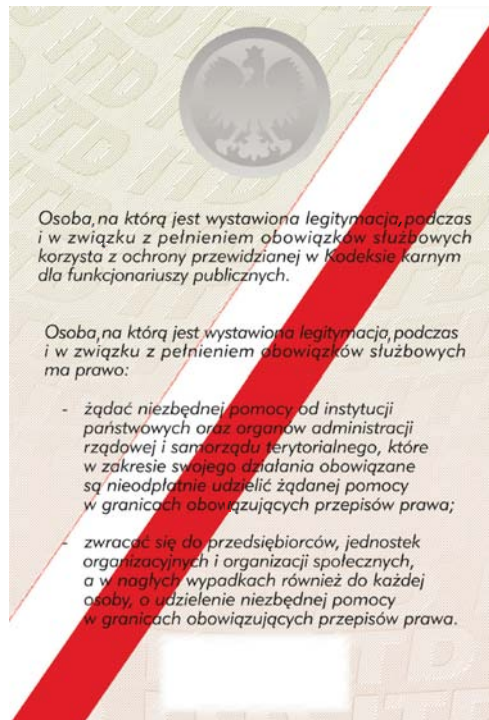 Osoba, na którą jest wystawiona legitymacja, podczas
i w związku z pełnieniem obowiązków służbowych
korzysta z ochrony przewidzianej w Kodeksie karnym
dla funkcjonariuszy publicznych.
Osoba, na którą jest wystawiona legitymacja, podczas
i w związku z pełnieniem obowiązków służbowych
ma prawo:
- żądać niezbędnej pomocy od instytucji
państwowych oraz organów administracji
rządowej i samorządu terytorialnego, które
w zakresie swojego działania obowiązane
są nieodpłatnie udzielić żądanej pomocy
w granicach obowiązujących przepisów prawa;
- zwracać się do przedsiębiorców, jednostek
organizacyjnych i organizacji społecznych,
a w nagłych wypadkach również do każdej
osoby, o udzielenie niezbędnej pomocy
w granicach obowiązujących przepisów prawa.